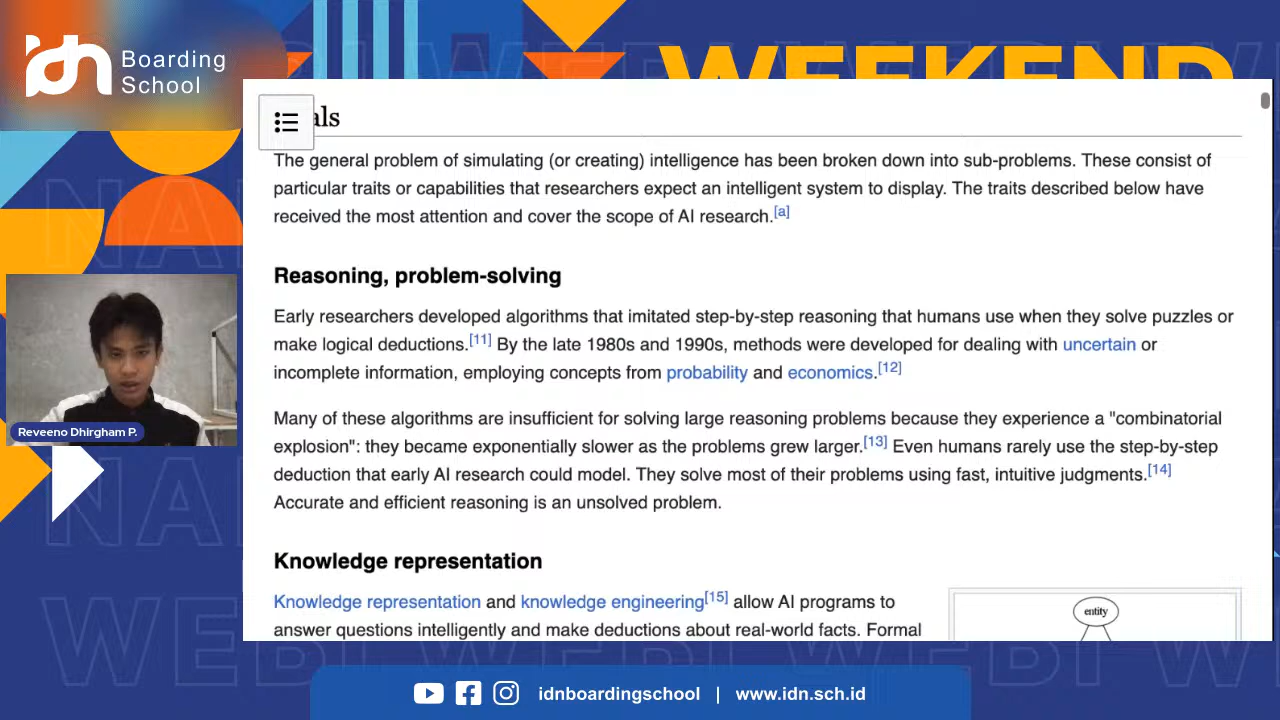 idn Boarding
School
WEEKEND
als
The general problem of simulating (or creating) intelligence has been broken down into sub-problems. These consist of
particular traits or capabilities that researchers expect an intelligent system to display. The traits described below have
received the most attention and cover the scope of AI research.[a]
Reasoning, problem-solving
Early researchers developed algorithms that imitated step-by-step reasoning that humans use when they solve puzzles or
make logical deductions.[11] By the late 1980s and 1990s, methods were developed for dealing with uncertain or
incomplete information, employing concepts from probability and economics.[12]
Many of these algorithms are insufficient for solving large reasoning problems because they experience a "combinatorial
explosion": they became exponentially slower as the problems grew larger.[13] Even humans rarely use the step-by-step
deduction that early AI research could model. They solve most of their problems using fast, intuitive judgments.[14]
Accurate and efficient reasoning is an unsolved problem.
Knowledge representation
Knowledge representation and knowledge engineering[15] allow AI programs to
answer questions intelligently and make deductions about real-world facts. Formal
entity
Reveeno Dhirgham P.
idnboardingschool | www.idn.sch.id